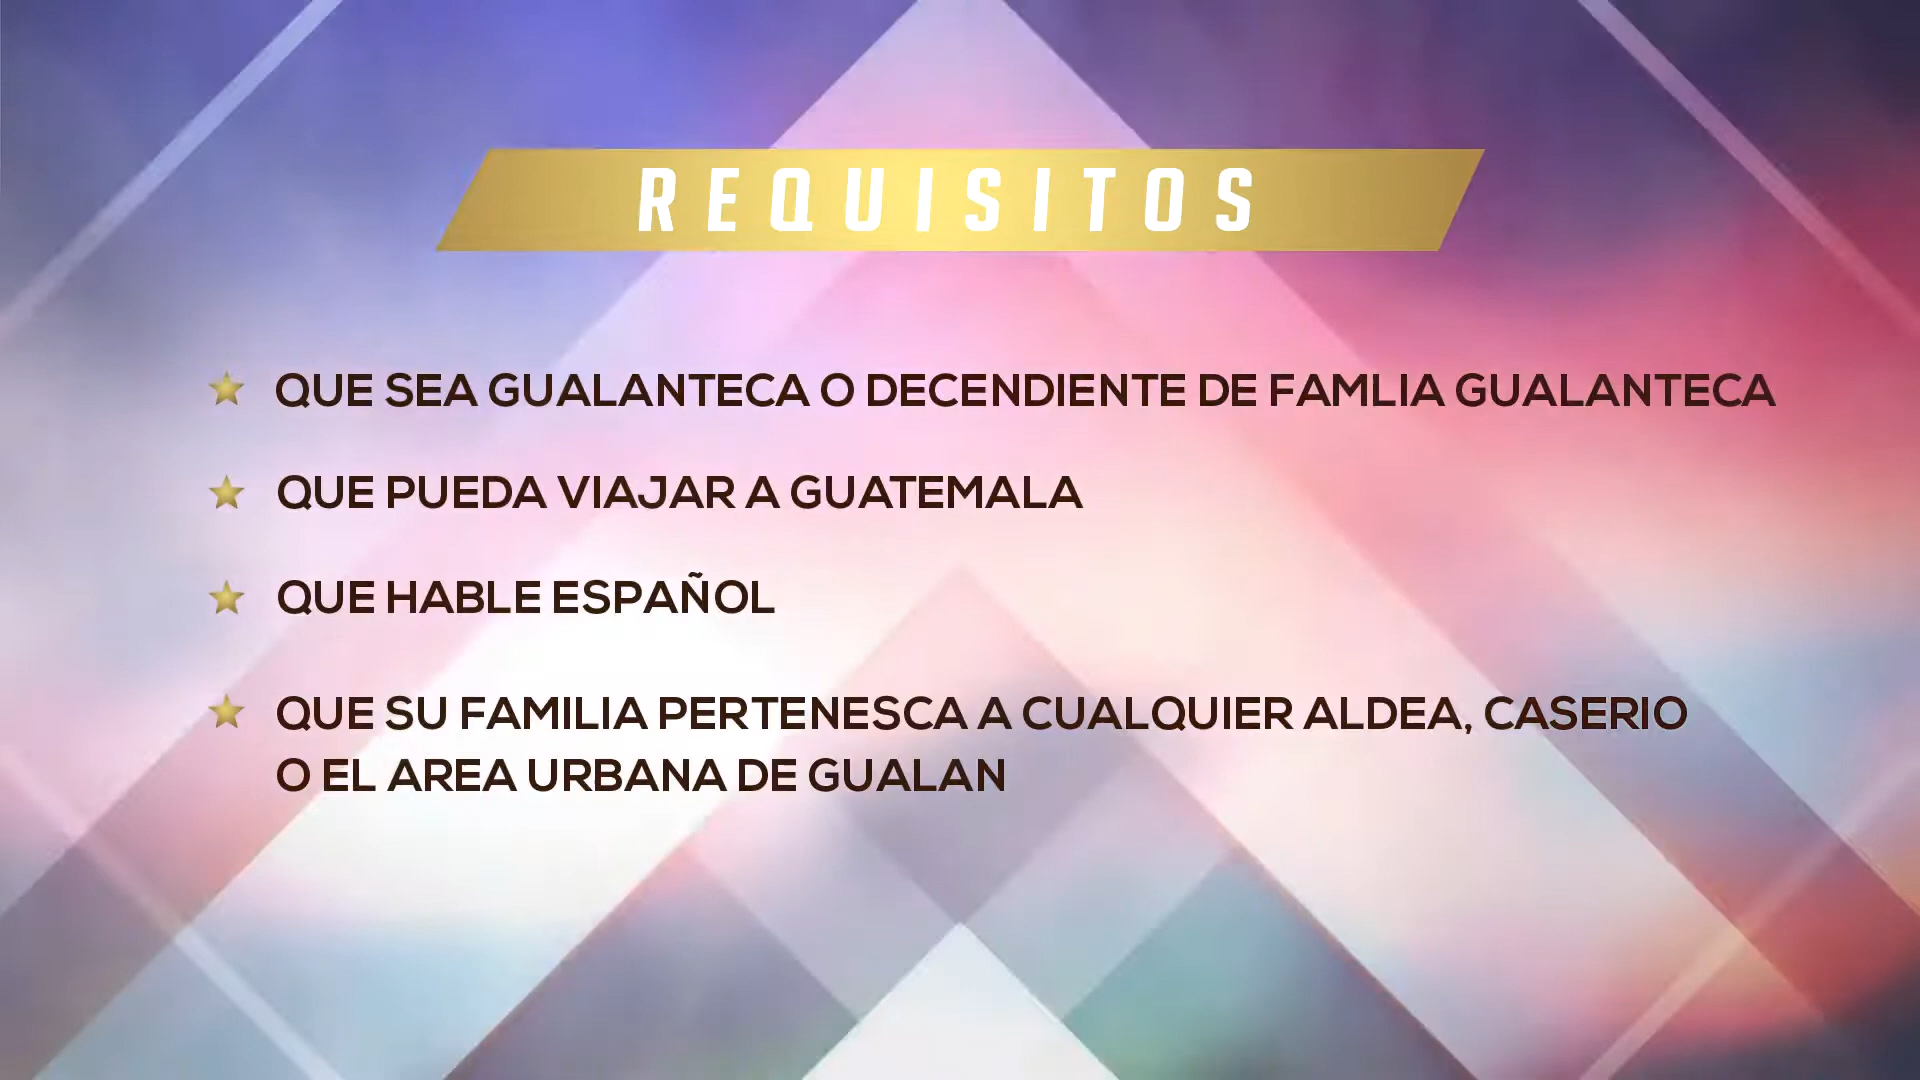 REQUISITOS
QUE SEA GUALANTECA O DECENDIENTE DE FAMLIA GUALANTECA
QUE PUEDA VIAJAR A GUATEMALA
QUE HABLE ESPAÑOL
QUE SU FAMILIA PERTENESCA A CUALQUIER ALDEA, CASERIO
O EL AREA URBANA DE GUALAN